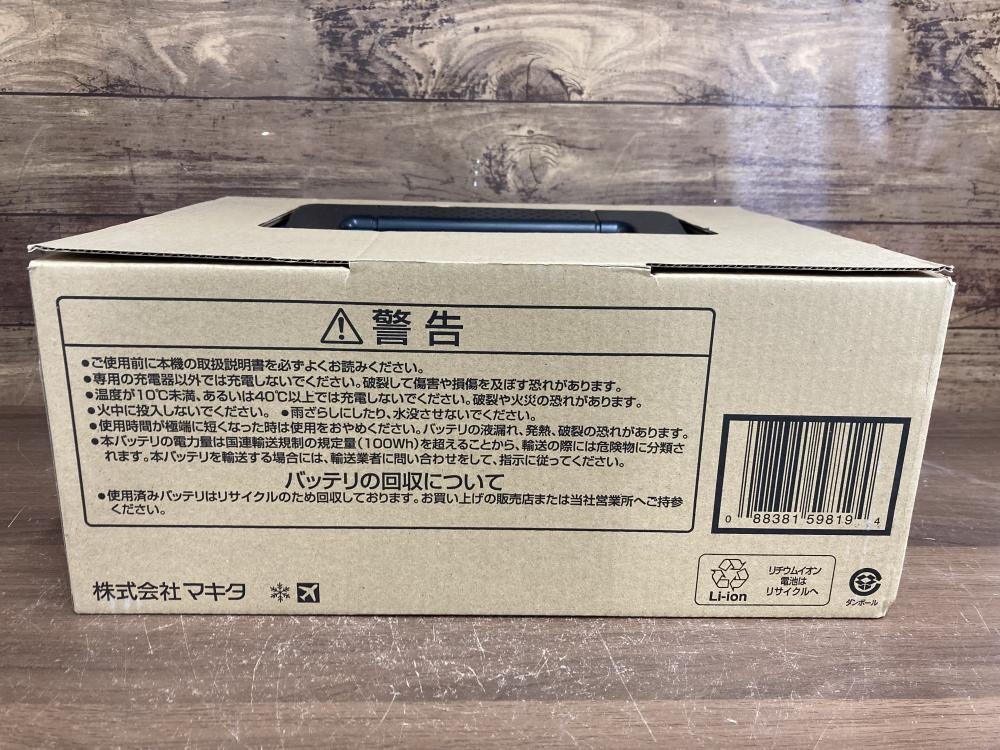 警告
●ご使用前に本機の取扱説明書を必ずよくお読みください。
●専用の充電器以外では充電しないでください。破裂して傷害や損傷を及ぼす恐れがあります。
●温度が10℃未満、あるいは40℃以上では充電しないでください。破裂や火災の恐れがあります。
●火中に投入しないでください。 ●雨ざらしにしたり、水没させないでください。
●使用時間が極端に短くなった時は使用をおやめください。バッテリの液漏れ、発熱、破裂の恐れがあります。
●本バッテリの電力量は国連輸送規制の規定量（100Wh）を超えることから、輸送の際には危険物に分類さ
れます。本バッテリを輸送する場合には、輸送業者に問い合わせをして、指示に従ってください。
バッテリの回収について
●使用済みバッテリはリサイクルのため回収しております。お買い上げの販売店または当社営業所へご持参
ください。
0 88381 59819 4
株式会社 マキタ
Li-ion
リチウムイオン
電池は
リサイクルへ
ダンボール